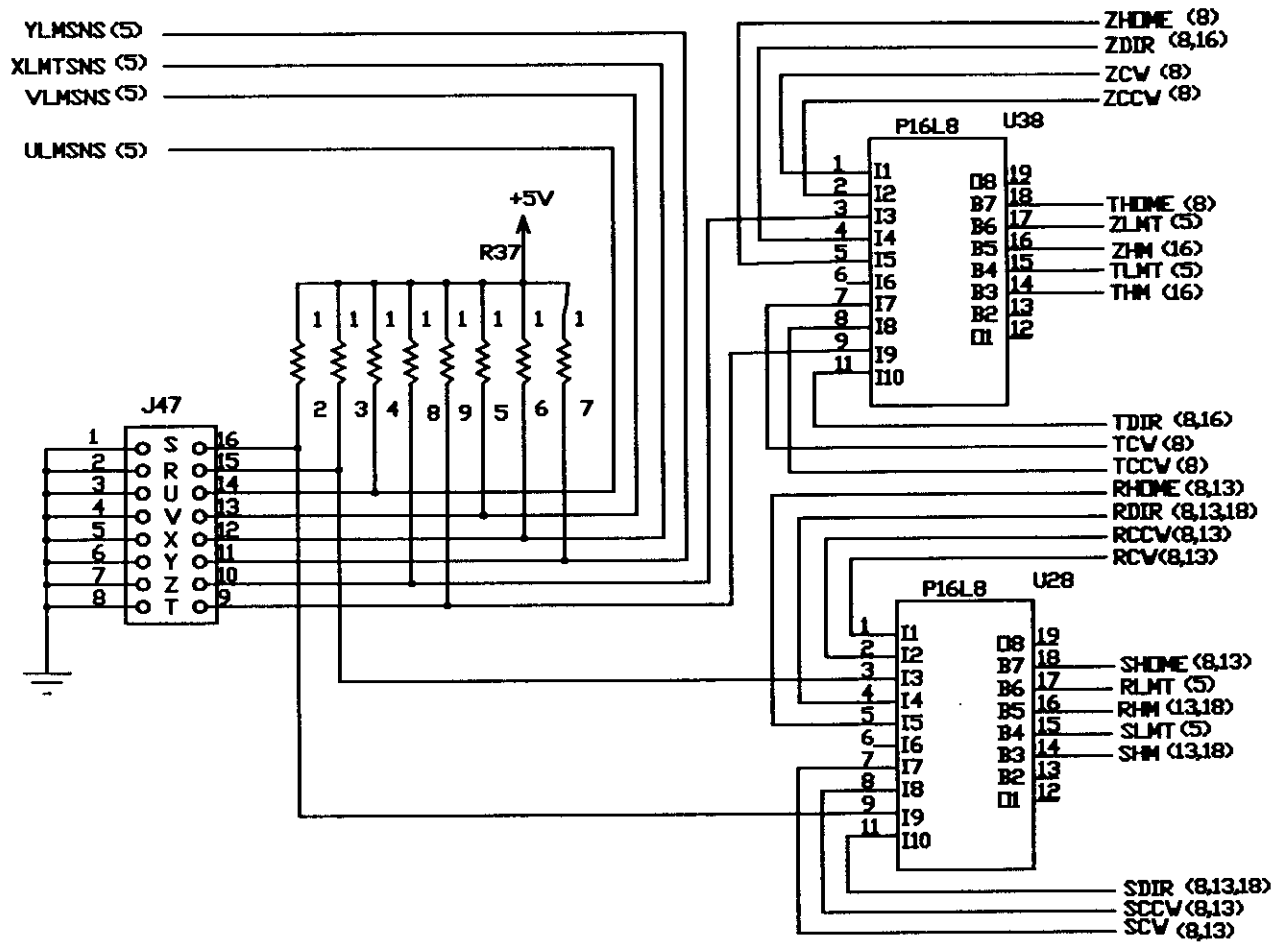 YLMSNS (5)
XLMTSNS (5)
VLMSNS (5)
ULMSNS (5)
+5V
R37
1 1 1 1 1 1 1 1
2 3 4 8 9 5 6 7
J47
1 S 16
2 R 15
3 U 14
4 V 13
5 X 12
6 Y 11
7 Z 10
8 T 9
ZHOME (8)
ZDIR (8,16)
ZCW (8)
ZCCW (8)
P16L8 U38
1 I1
2 I2
3 I3
4 I4
5 I5
6 I6
7 I7
8 I8
9 I9
11 I10
O8 19
B7 18 THOME (8)
B6 17 ZLMT (5)
B5 16 ZHM (16)
B4 15 TLMT (5)
B3 14 THM (16)
B2 13
O1 12
TDIR (8,16)
TCW (8)
TCCW (8)
RHOME (8,13)
RDIR (8,13,18)
RCCW (8,13)
RCW (8,13)
P16L8 U28
1 I1
2 I2
3 I3
4 I4
5 I5
6 I6
7 I7
8 I8
9 I9
11 I10
O8 19
B7 18 SHOME (8,13)
B6 17 RLMT (5)
B5 16 RHM (13,18)
B4 15 SLMT (5)
B3 14 SHM (13,18)
B2 13
O1 12
SDIR (8,13,18)
SCCW (8,13)
SCW (8,13)